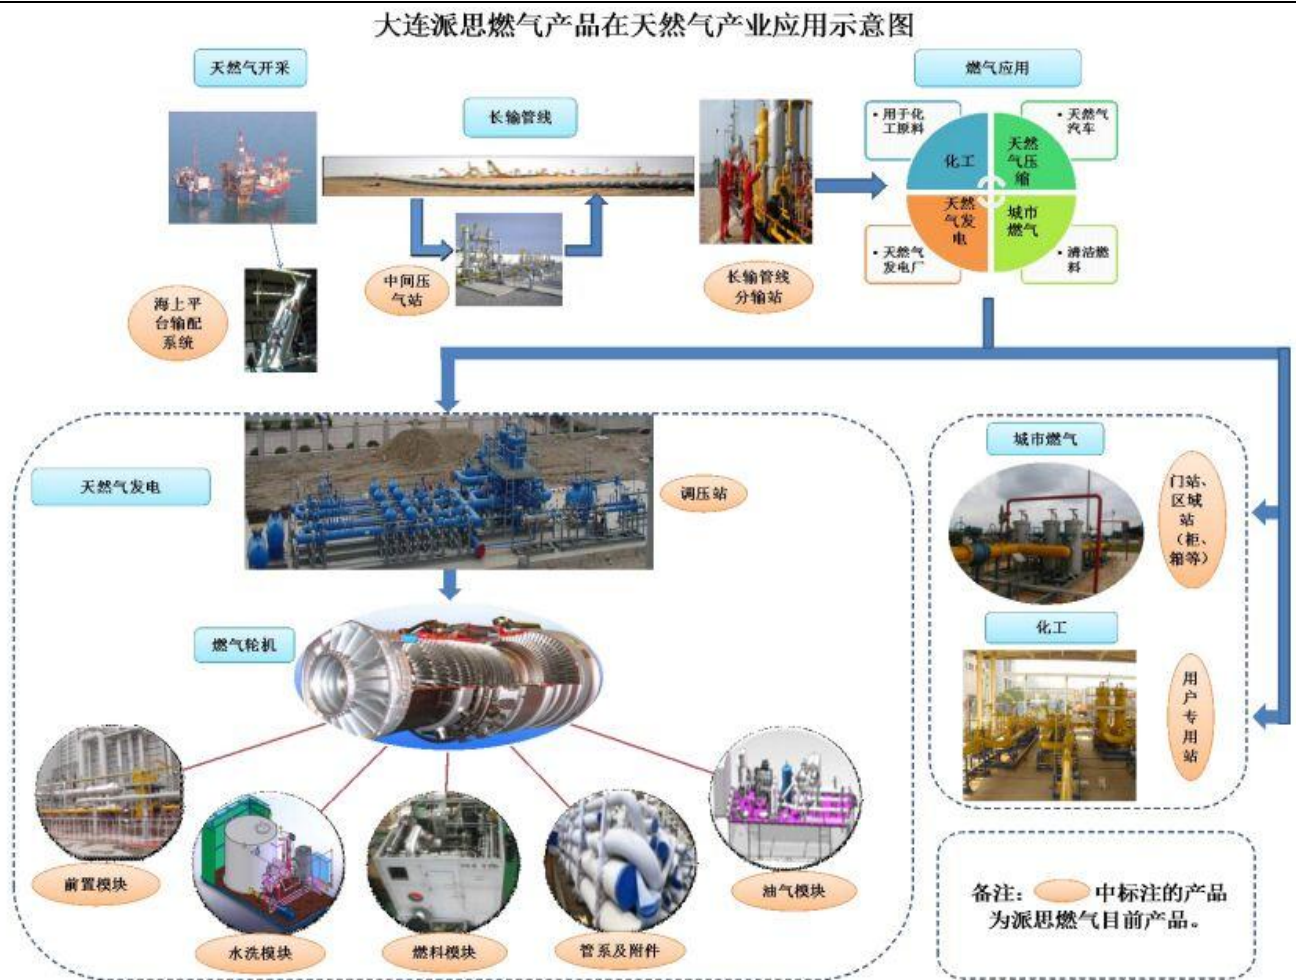 大连派思燃气产品在天然气产业应用示意图
天然气开采
长输管线
燃气应用
• 用于化
工原料
• 天然气
汽车
化工
天然
气压
缩
天然
气发
电
城市
燃气
• 天然气
发电厂
• 清洁燃
料
海上平
台输配
系统
中间压
气站
长输管线
分输站
天然气发电
调压站
城市燃气
门站、
区域
站
（柜、
箱等）
燃气轮机
化工
用
户
专
用
站
前置模块
水洗模块
燃料模块
管系及附件
油气模块
备注： 中标注的产品
为派思燃气目前产品。